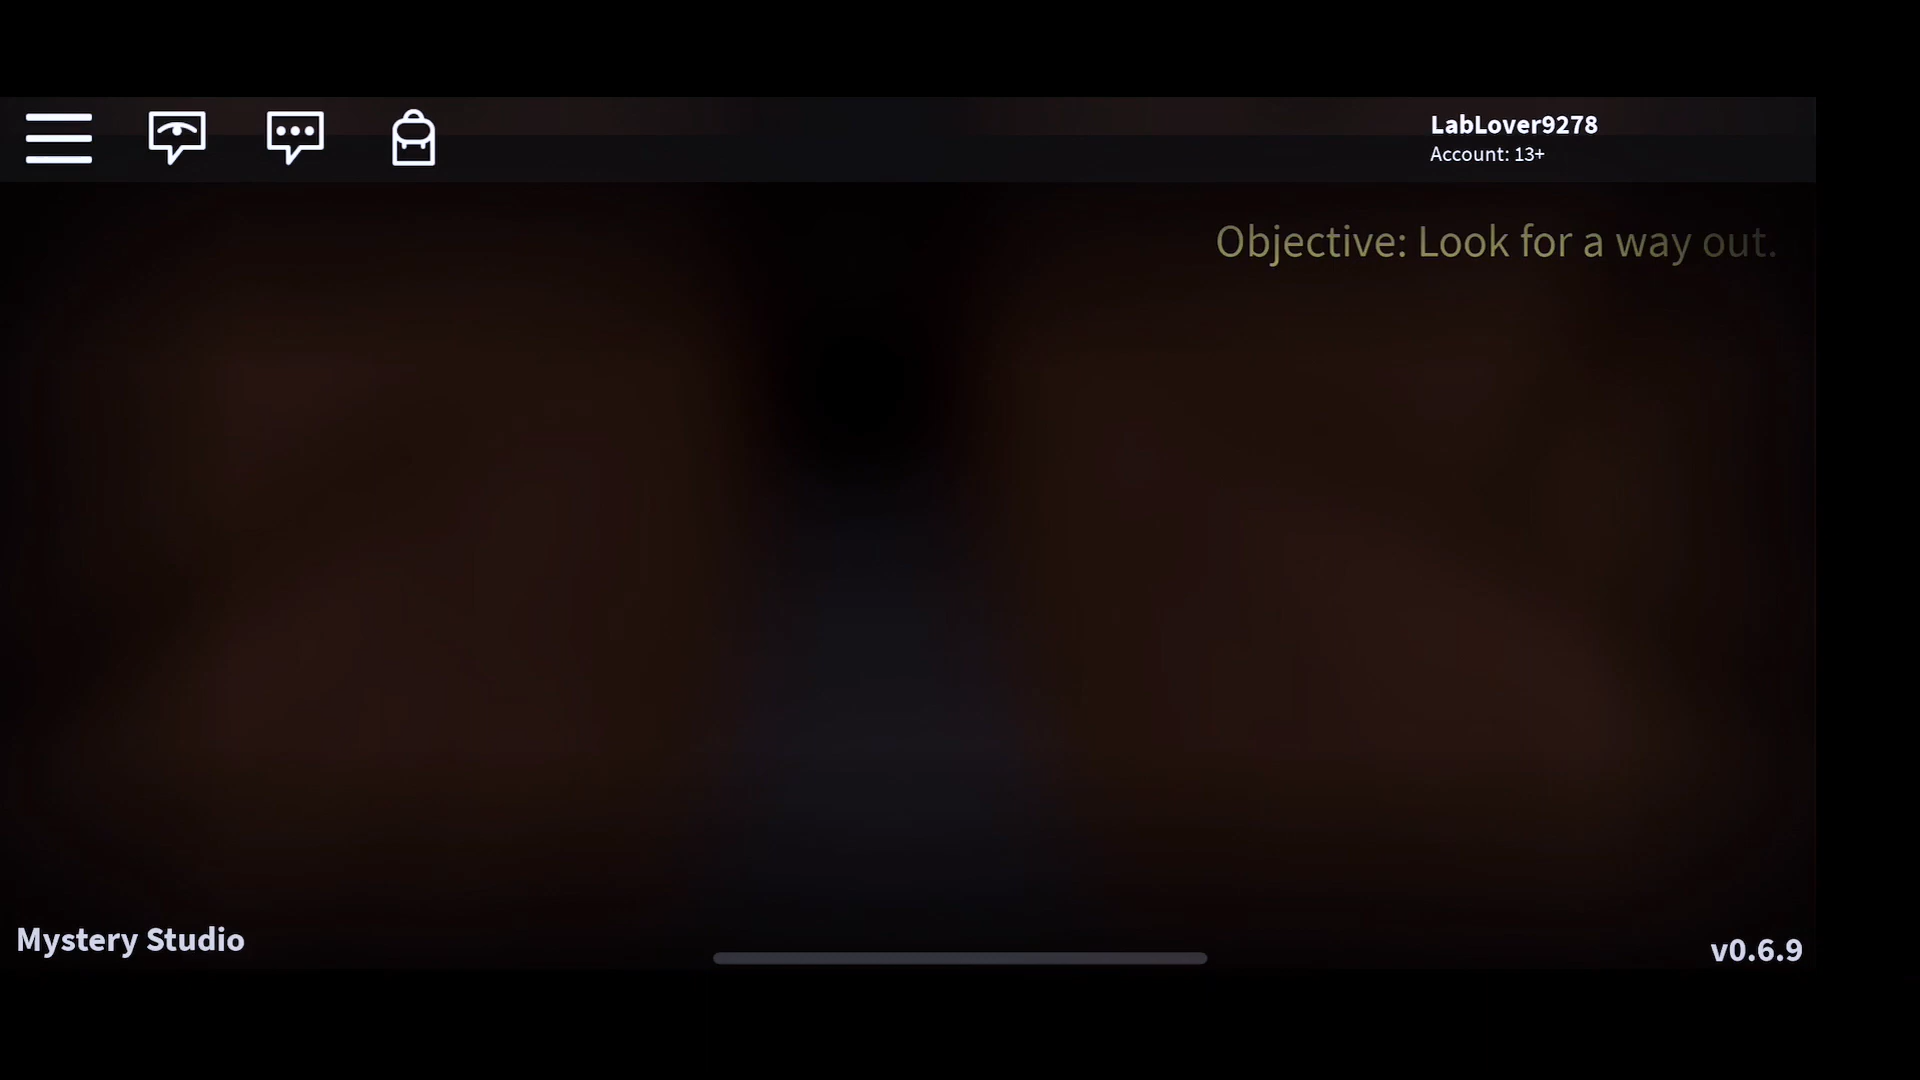 LabLover9278
Account: 13+
Objective: Look for a way out.
Mystery Studio
v0.6.9